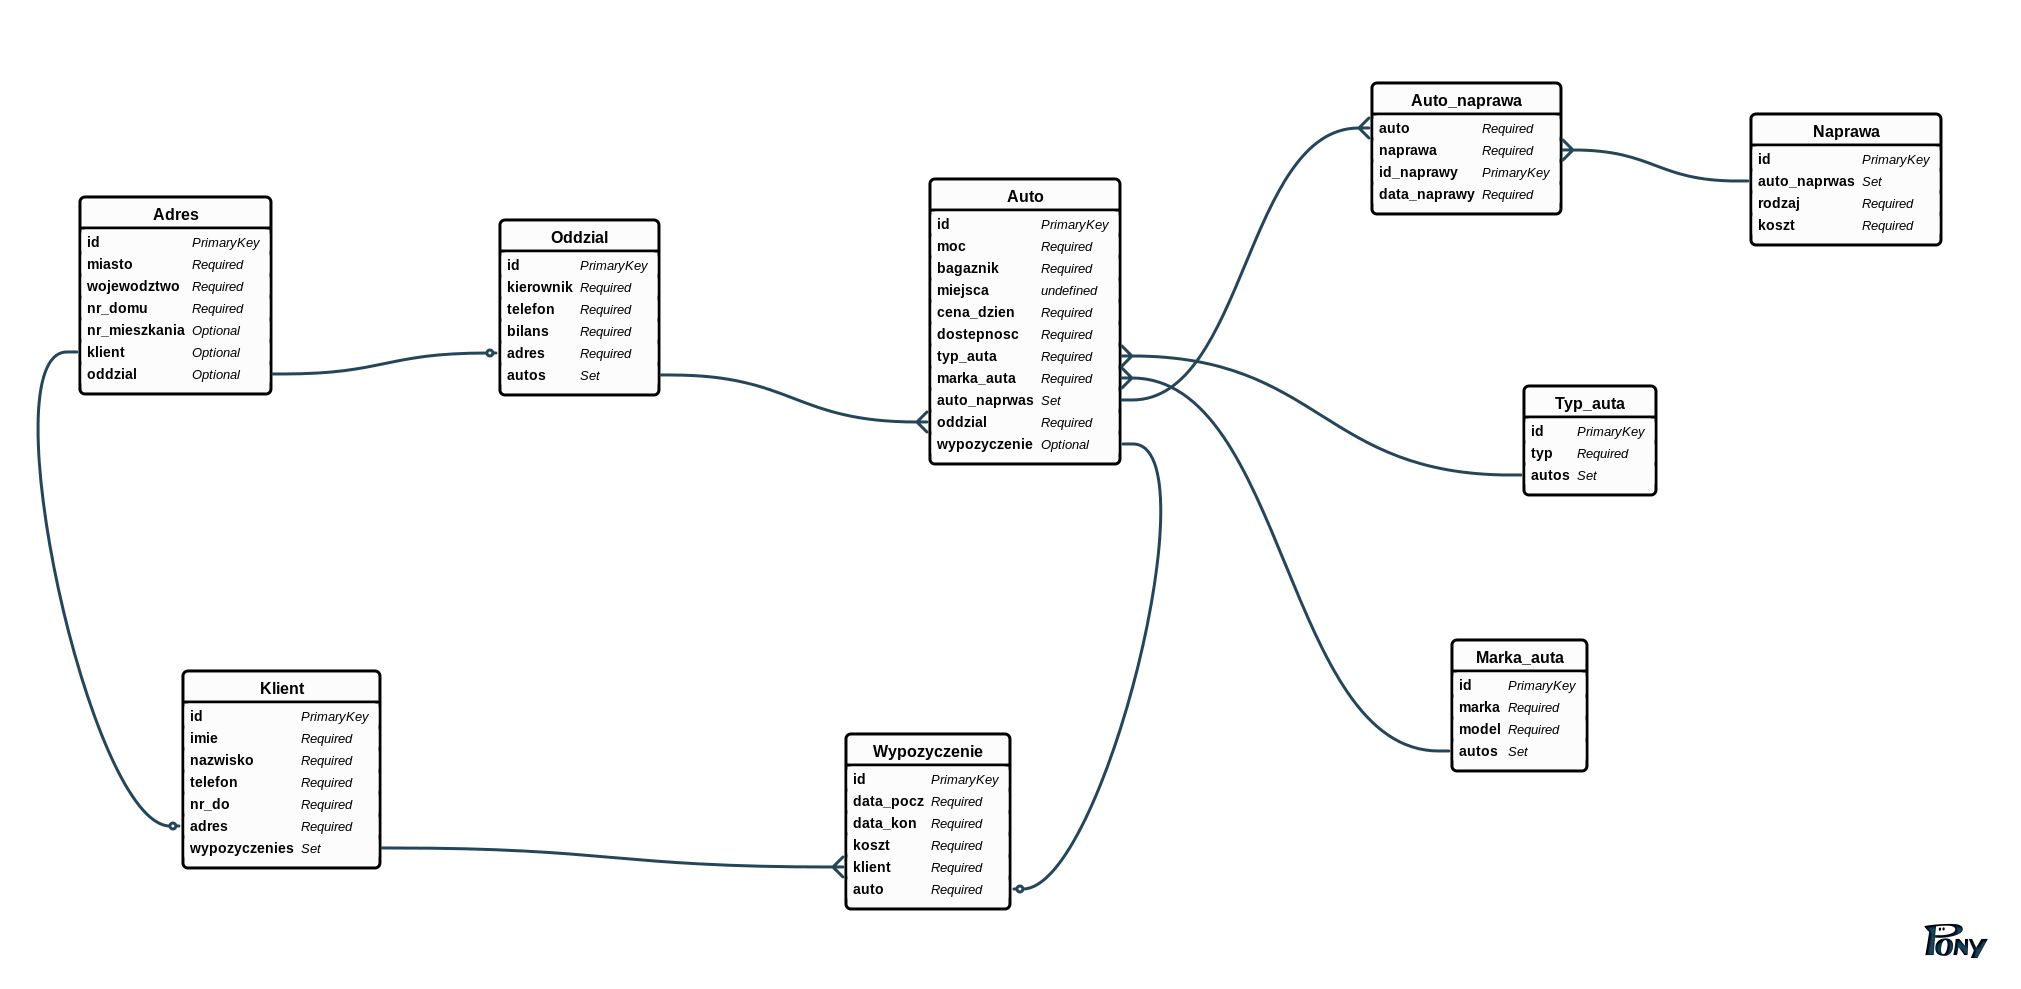 Adres
id PrimaryKey
miasto Required
wojewodztwo Required
nr_domu Required
nr_mieszkania Optional
klient Optional
oddzial Optional
Oddzial
id PrimaryKey
kierownik Required
telefon Required
bilans Required
adres Required
autos Set
Auto
id PrimaryKey
moc Required
bagaznik Required
miejsca undefined
cena_dzien Required
dostepnosc Required
typ_auta Required
marka_auta Required
auto_naprwas Set
oddzial Required
wypozyczenie Optional
Auto_naprawa
auto Required
naprawa Required
id_naprawy PrimaryKey
data_naprawy Required
Naprawa
id PrimaryKey
auto_naprwas Set
rodzaj Required
koszt Required
Typ_auta
id PrimaryKey
typ Required
autos Set
Marka_auta
id PrimaryKey
marka Required
model Required
autos Set
Klient
id PrimaryKey
imie Required
nazwisko Required
telefon Required
nr_do Required
adres Required
wypozyczenies Set
Wypozyczenie
id PrimaryKey
data_pocz Required
data_kon Required
koszt Required
klient Required
auto Required
PONY